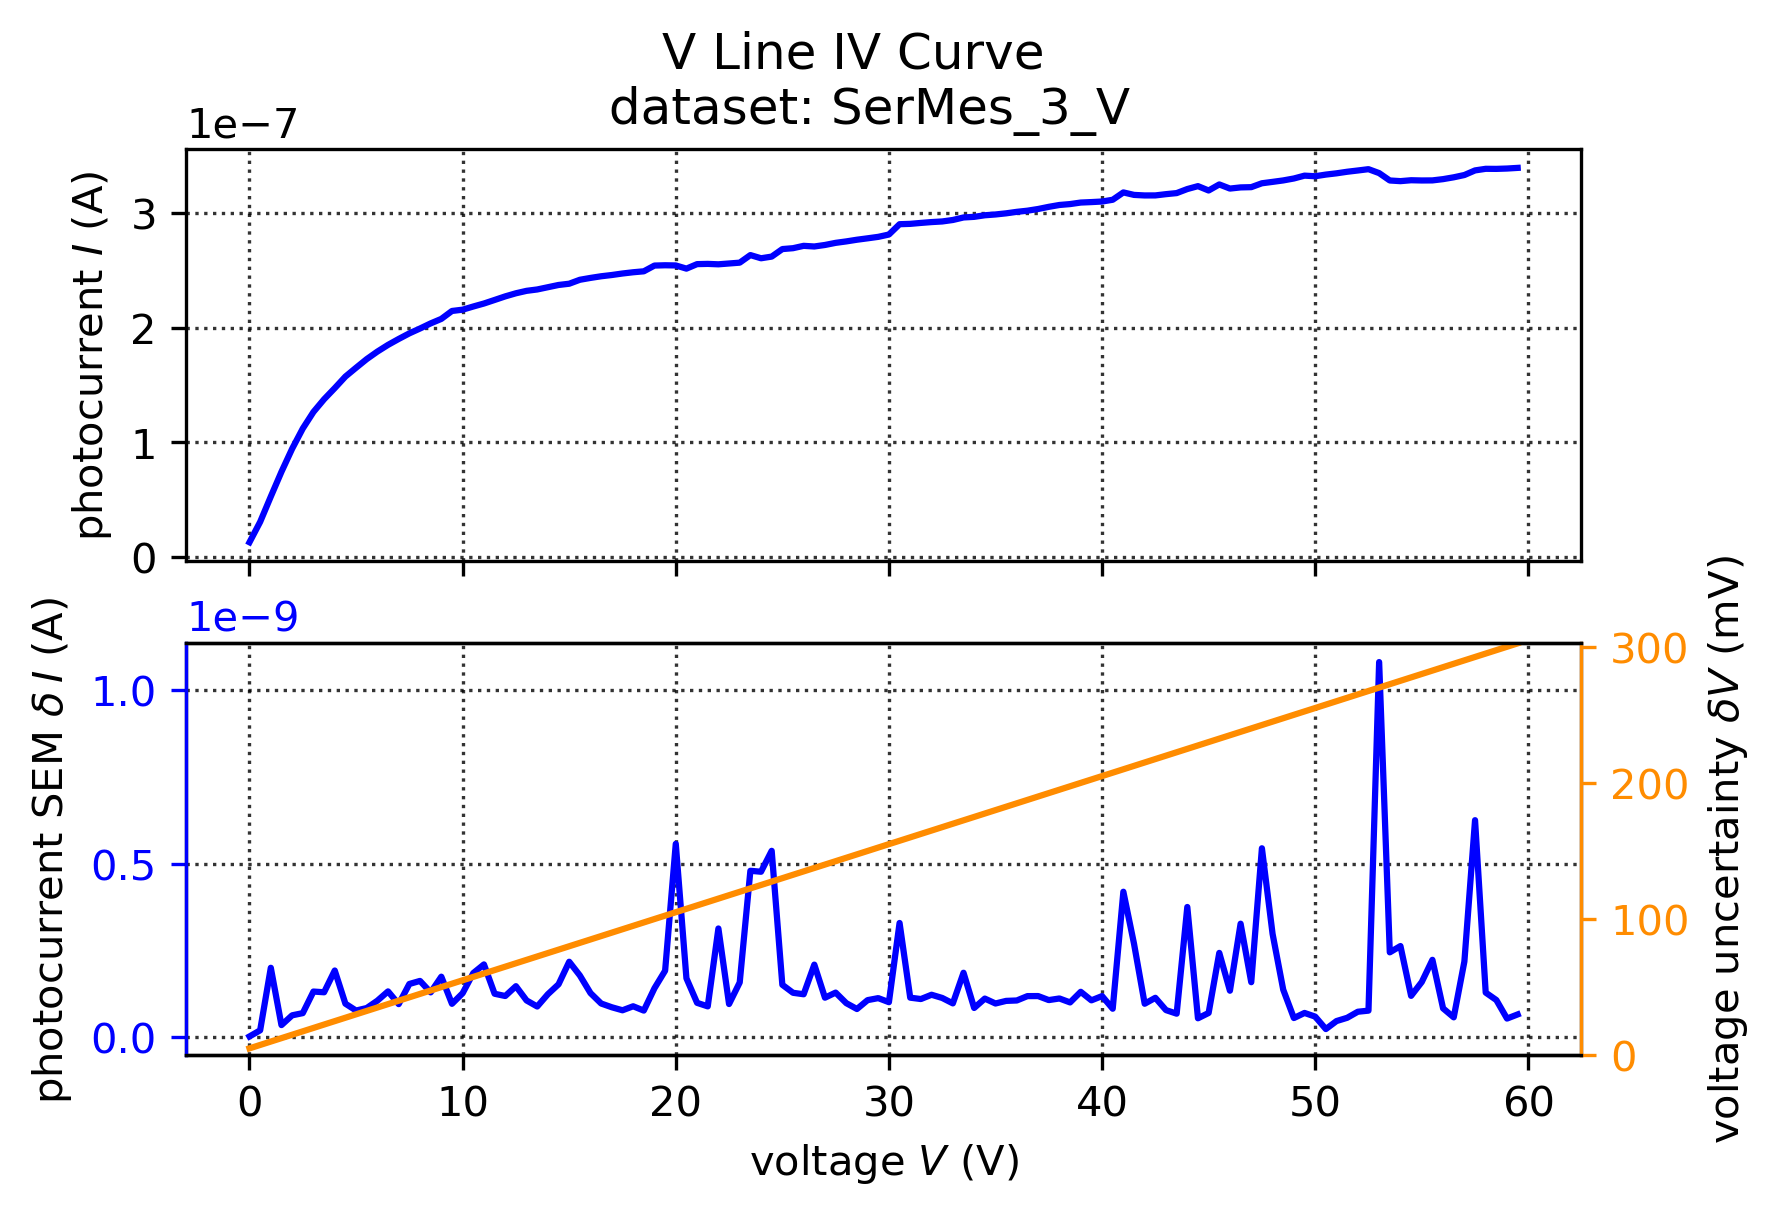 V Line IV Curve
dataset: SerMes_3_V
1e−7
photocurrent I (A)
3
2
1
0
1e−9
photocurrent SEM δ I (A)
1.0
0.5
0.0
300
200
100
0
voltage uncertainty δV (mV)
0 10 20 30 40 50 60
voltage V (V)